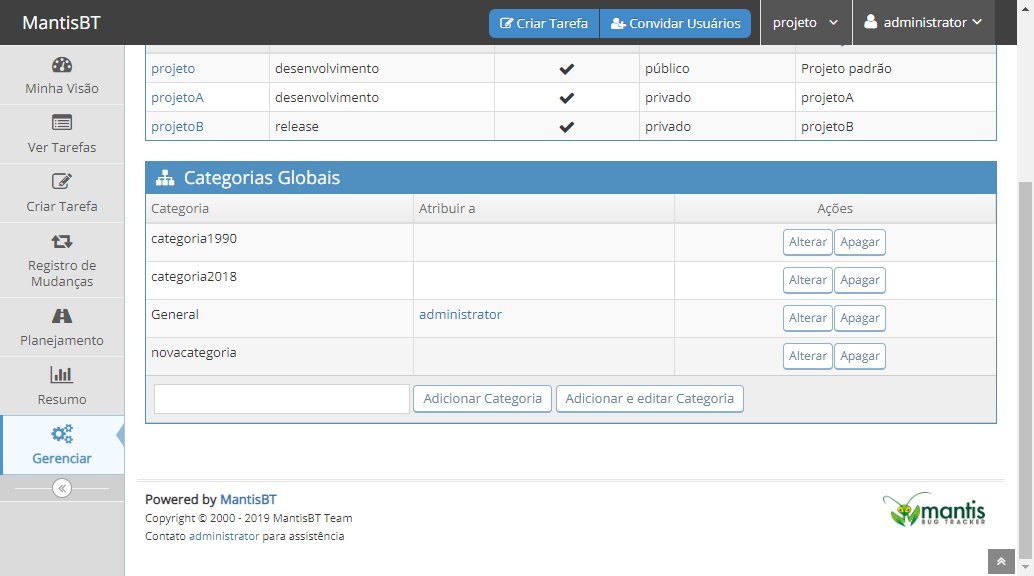 MantisBT
Criar Tarefa
Convidar Usuários
projeto
administrator
Minha Visão
Ver Tarefas
Criar Tarefa
Registro de
Mudanças
Planejamento
Resumo
Gerenciar
projeto desenvolvimento público Projeto padrão
projetoA desenvolvimento privado projetoA
projetoB release privado projetoB
Categorias Globais
Categoria Atribuir a Ações
categoria1990 Alterar Apagar
categoria2018 Alterar Apagar
General administrator Alterar Apagar
novacategoria Alterar Apagar
Adicionar Categoria Adicionar e editar Categoria
Powered by MantisBT
Copyright © 2000 - 2019 MantisBT Team
Contato administrator para assistência
mantis
BUG TRACKER